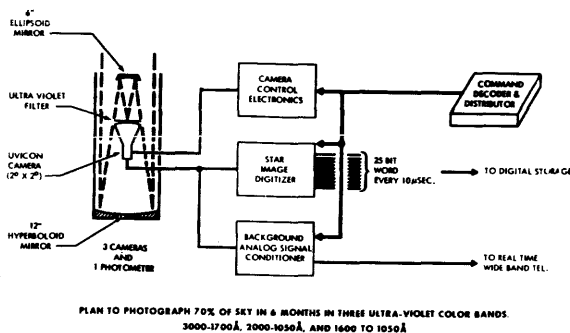 6"
ELLIPSOID
MIRROR
ULTRA VIOLET
FILTER
UVICON
CAMERA
(2° X 2°)
12"
HYPERBOLOID
MIRROR
3 CAMERAS
AND
1 PHOTOMETER
CAMERA
CONTROL
ELECTRONICS
STAR
IMAGE
DIGITIZER
BACKGROUND
ANALOG SIGNAL
CONDITIONER
COMMAND
DECODER &
DISTRIBUTOR
25 BIT
WORD
EVERY 10μSEC.
TO DIGITAL STORAGE
TO REAL TIME
WIDE BAND TEL.
PLAN TO PHOTOGRAPH 70% OF SKY IN 6 MONTHS IN THREE ULTRA-VIOLET COLOR BANDS.
3000-1700Å, 2000-1050Å, AND 1600 TO 1050Å